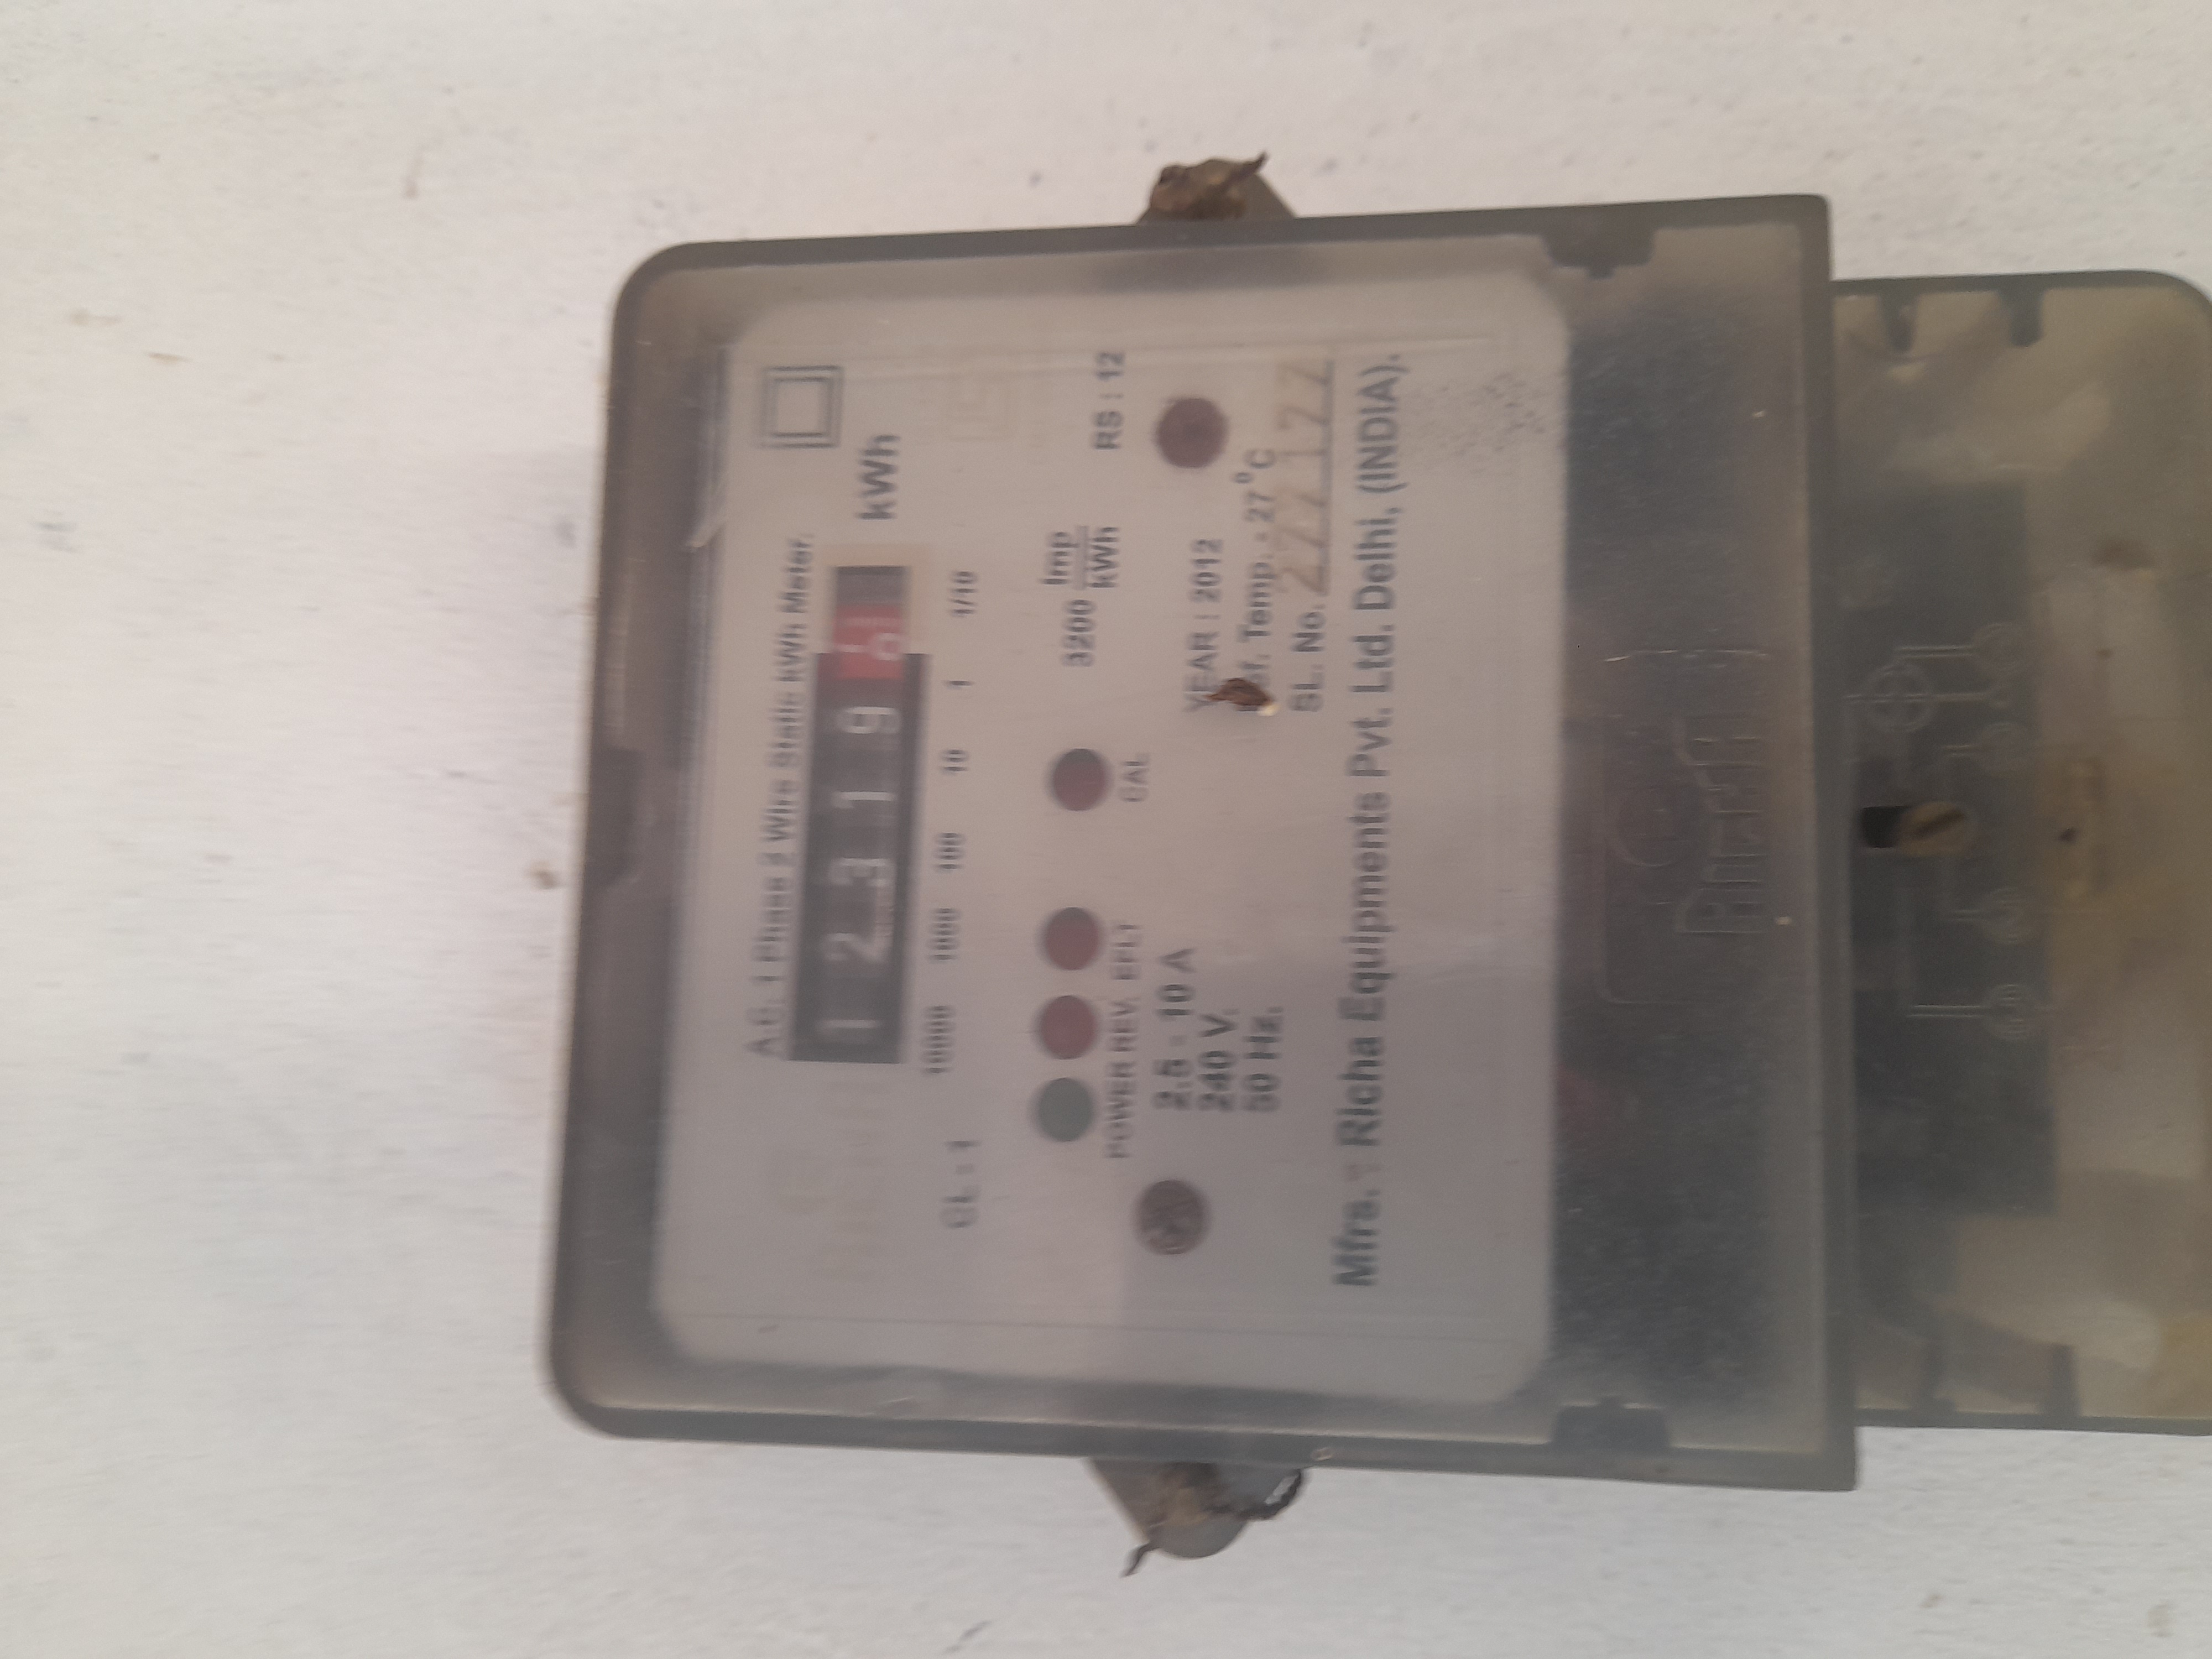 A.C. 1 Phase 2 Wire Static kWh Meter.
1 2 3 1 9 kWh
10000 1000 100 10 1 1/10
CL : 1
3200 Imp/kWh
RS : 12
POWER REV. EFLT CAL
2.5 - 10 A
240 V.
50 Hz.
YEAR : 2012
Temp. - 27°C
SL. No. 277177
Mfrs. : Richa Equipments Pvt. Ltd. Delhi, (INDIA).